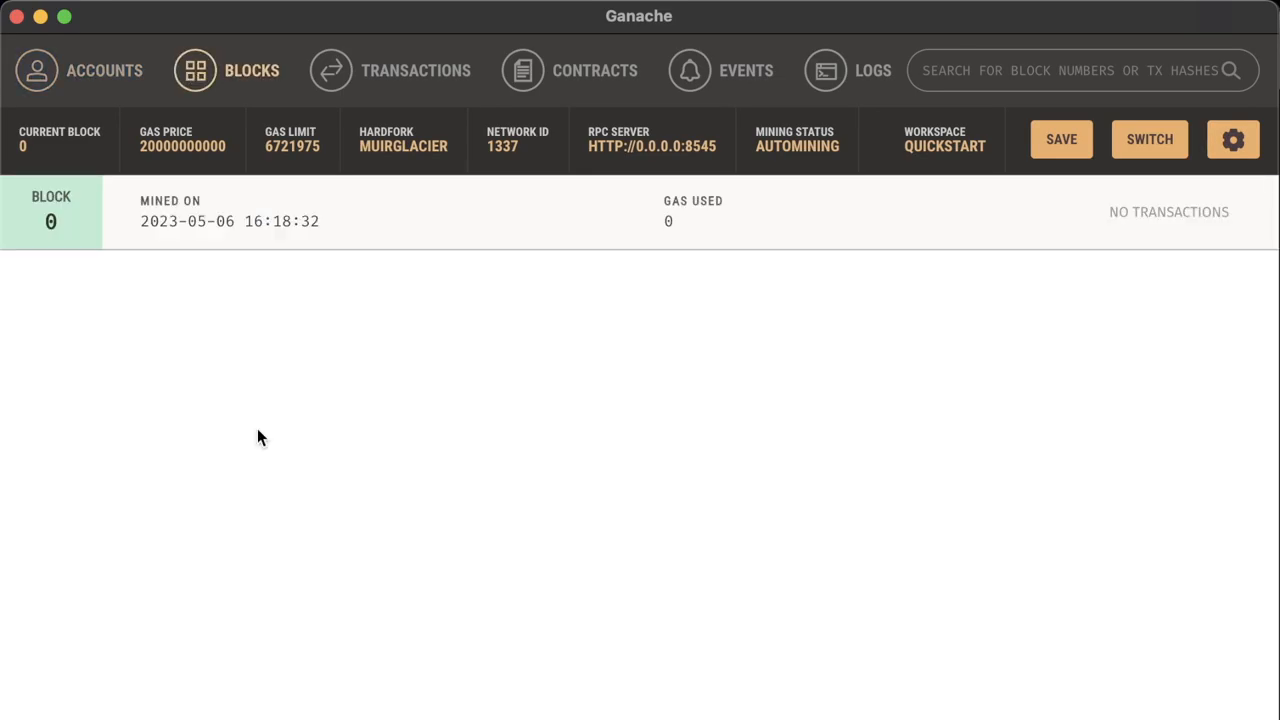 Ganache
ACCOUNTS BLOCKS TRANSACTIONS CONTRACTS EVENTS LOGS SEARCH FOR BLOCK NUMBERS OR TX HASHES
CURRENT BLOCK GAS PRICE GAS LIMIT HARDFORK NETWORK ID RPC SERVER MINING STATUS WORKSPACE
0 20000000000 6721975 MUIRGLACIER 1337 HTTP://0.0.0.0:8545 AUTOMINING QUICKSTART
SAVE SWITCH
BLOCK MINED ON GAS USED
0 2023-05-06 16:18:32 0
NO TRANSACTIONS